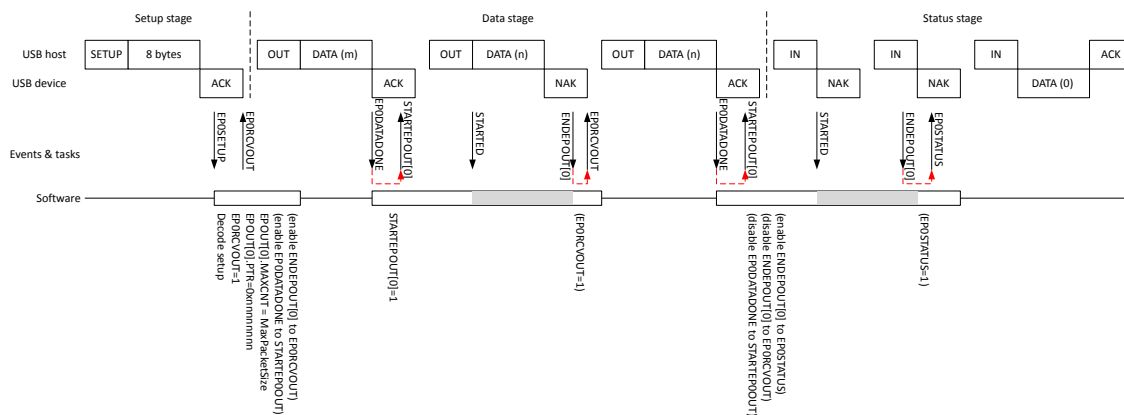 Setup stage
Data stage
Status stage
USB host
SETUP
8 bytes
OUT
DATA (m)
OUT
DATA (n)
OUT
DATA (n)
IN
IN
IN
ACK
USB device
ACK
ACK
NAK
ACK
NAK
NAK
DATA (0)
Events & tasks
EP0SETUP
EP0RCVOUT
EP0DATADONE
STARTEPOUT[0]
STARTED
ENDEPOUT[0]
EP0RCVOUT
EP0DATADONE
STARTEPOUT[0]
STARTED
ENDEPOUT[0]
EP0STATUS
Software
(enable ENDEPOUT[0] to EP0RCVOUT)
(enable EP0DATADONE to STARTEP0OUT)
EPOUT[0].MAXCNT = MaxPacketSize
EPOUT[0].PTR=0xnnnnnnnn
EP0RCVOUT=1
Decode setup
STARTEPOUT[0]=1
(EP0RCVOUT=1)
(enable ENDEPOUT[0] to EP0STATUS)
(disable ENDEPOUT[0] to EP0RCVOUT)
(disable EP0DATADONE to STARTEP0OUT)
(EP0STATUS=1)